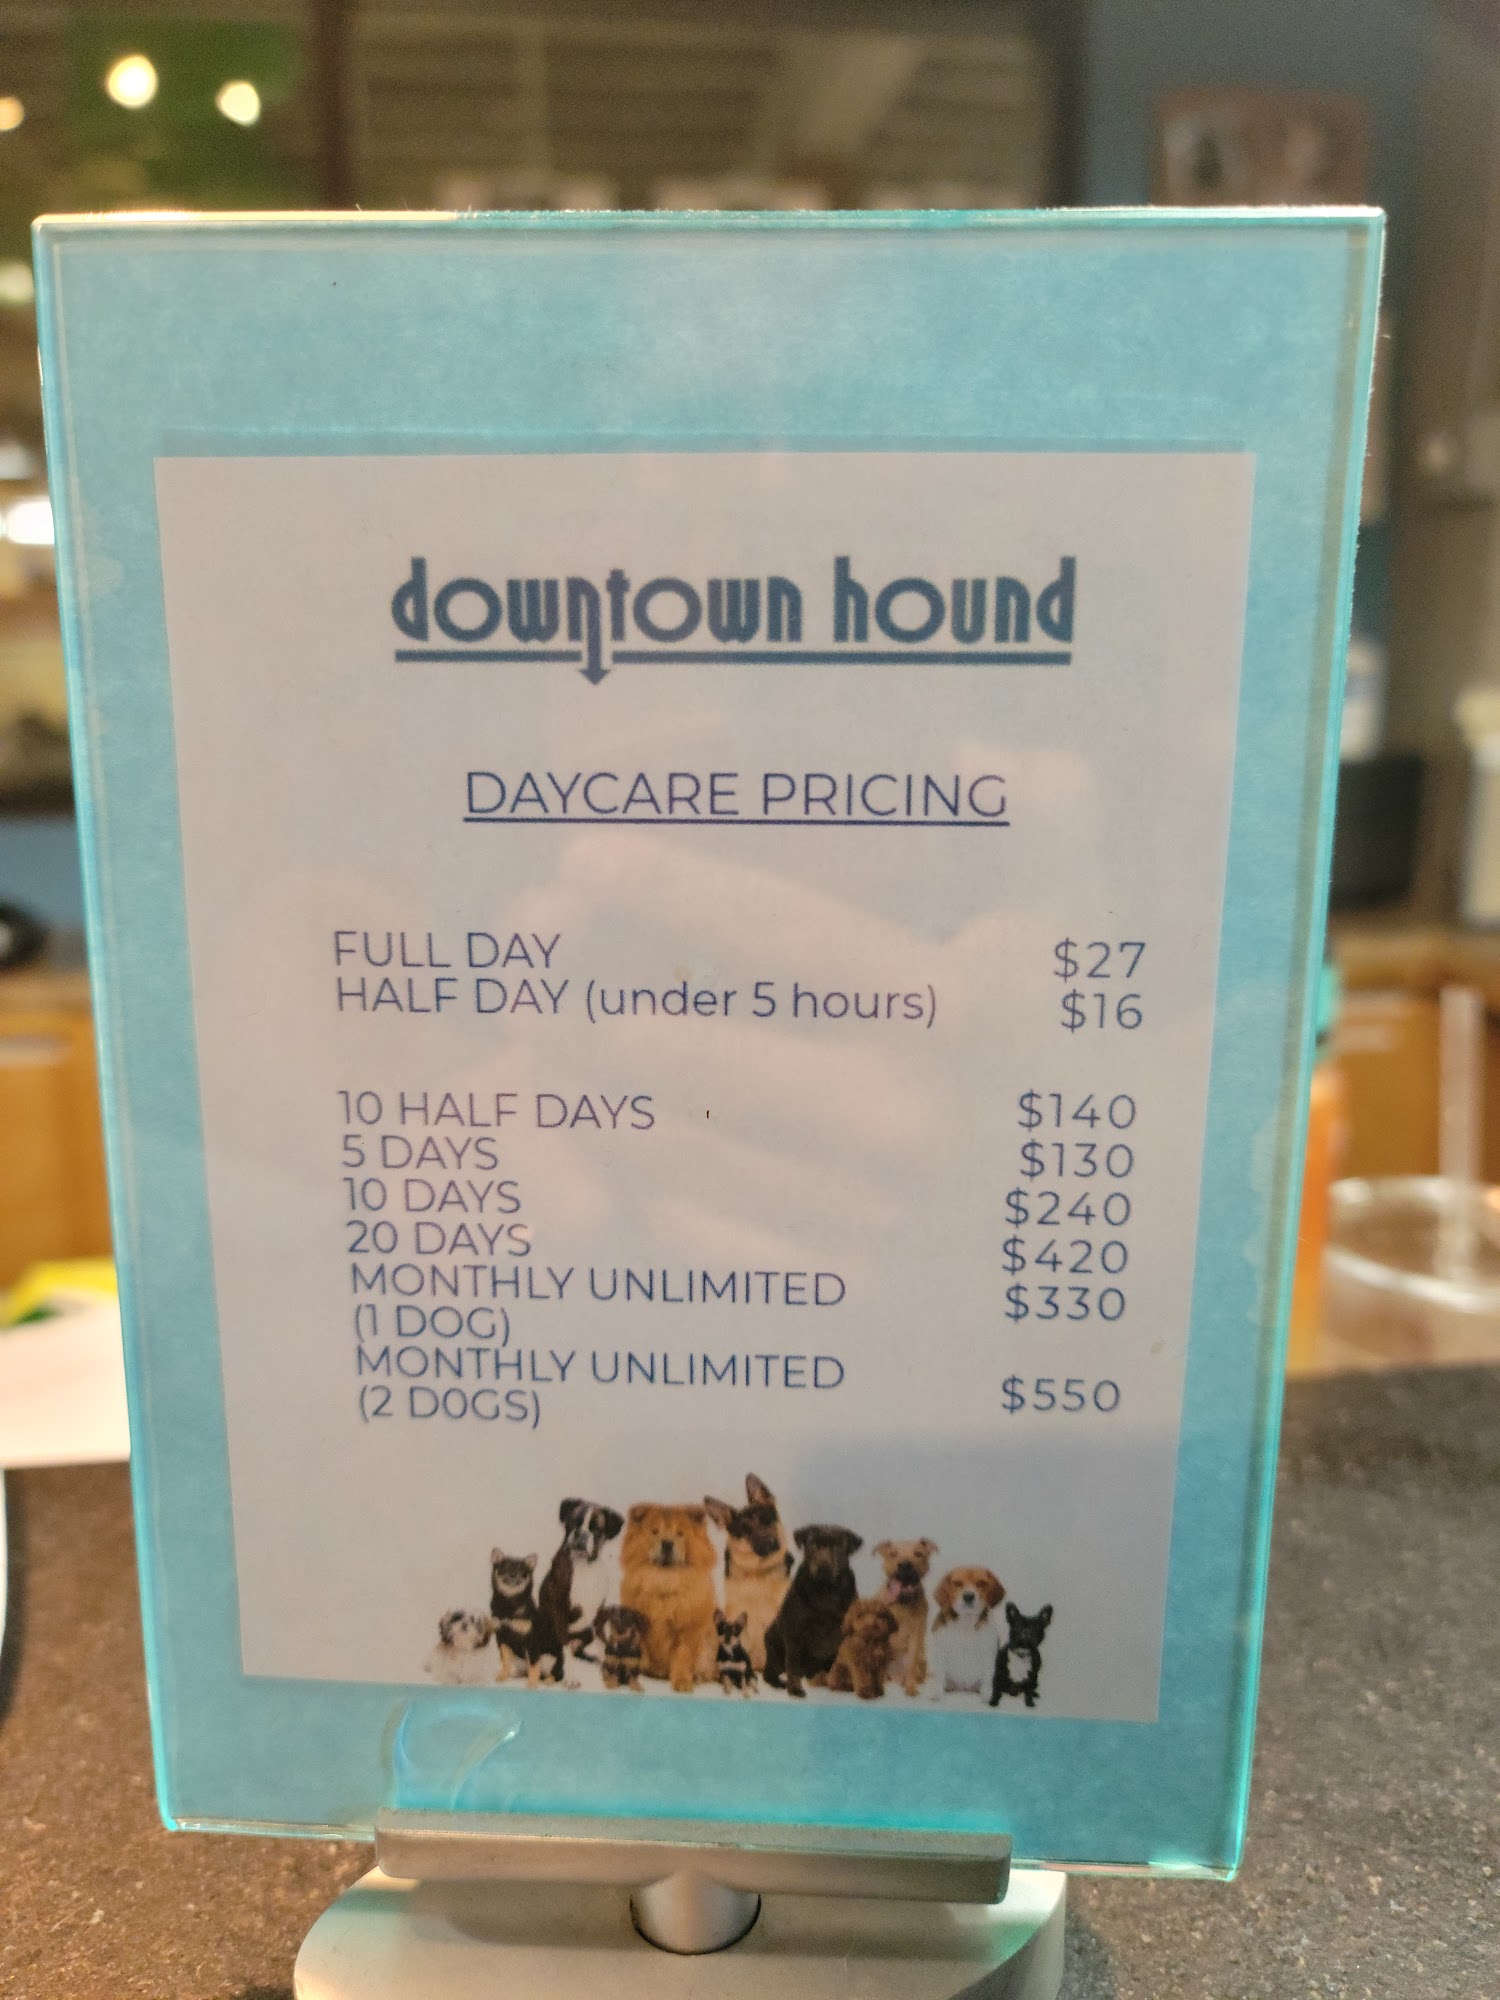 downtown hound
DAYCARE PRICING
FULL DAY $27
HALF DAY (under 5 hours) $16
10 HALF DAYS $140
5 DAYS $130
10 DAYS $240
20 DAYS $420
MONTHLY UNLIMITED $330
(1 DOG)
MONTHLY UNLIMITED
(2 DOGS) $550